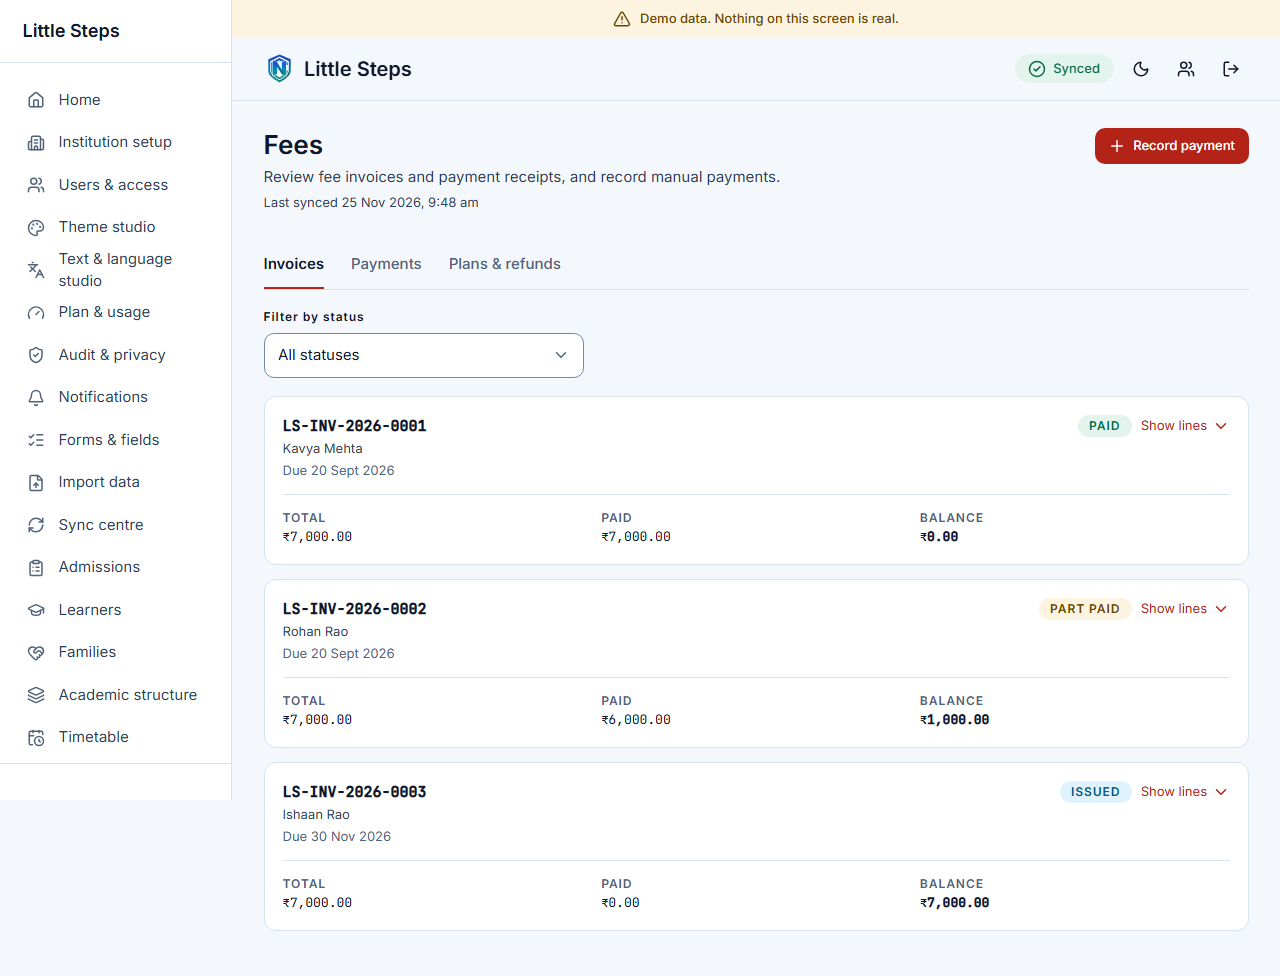 Little Steps
Demo data. Nothing on this screen is real.
Little Steps
Synced
Home
Institution setup
Users & access
Theme studio
Text & language
studio
Plan & usage
Audit & privacy
Notifications
Forms & fields
Import data
Sync centre
Admissions
Learners
Families
Academic structure
Timetable
Fees
Record payment
Review fee invoices and payment receipts, and record manual payments.
Last synced 25 Nov 2026, 9:48 am
Invoices Payments Plans & refunds
Filter by status
All statuses
LS-INV-2026-0001 PAID Show lines
Kavya Mehta
Due 20 Sept 2026
TOTAL PAID BALANCE
₹7,000.00 ₹7,000.00 ₹0.00
LS-INV-2026-0002 PART PAID Show lines
Rohan Rao
Due 20 Sept 2026
TOTAL PAID BALANCE
₹7,000.00 ₹6,000.00 ₹1,000.00
LS-INV-2026-0003 ISSUED Show lines
Ishaan Rao
Due 30 Nov 2026
TOTAL PAID BALANCE
₹7,000.00 ₹0.00 ₹7,000.00